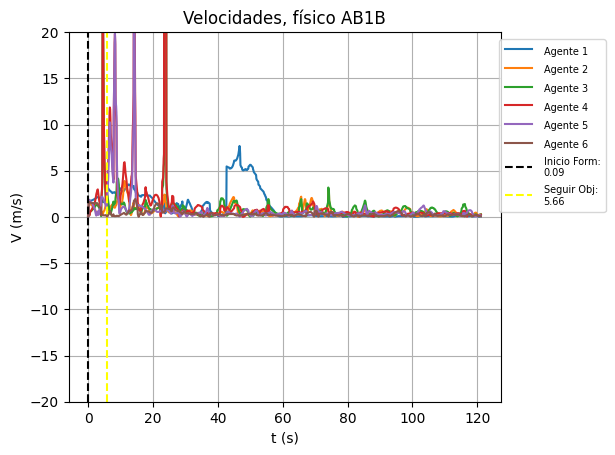 Velocidades, físico AB1B
20
15
10
5
0
−5
−10
−15
−20
V (m/s)
0
20
40
60
80
100
120
t (s)
Agente 1
Agente 2
Agente 3
Agente 4
Agente 5
Agente 6
Inicio Form:
0.09
Seguir Obj:
5.66